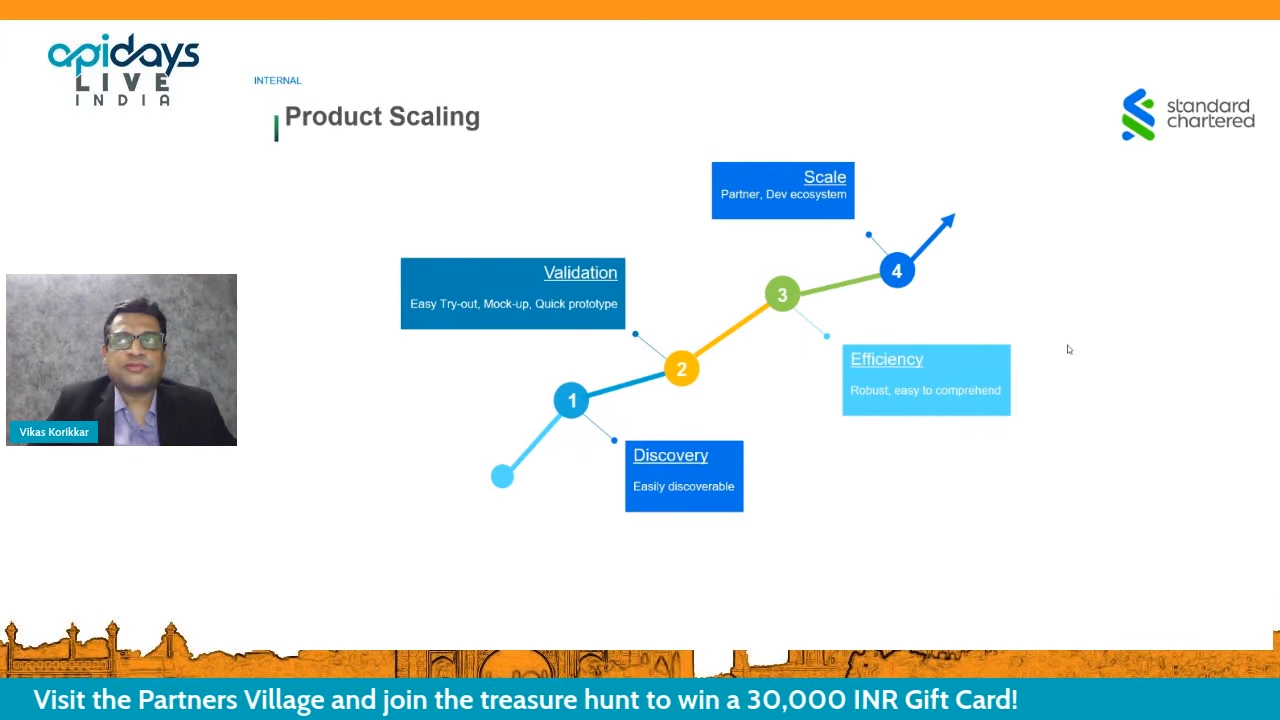 apidays
LIVE
INDIA
INTERNAL
Product Scaling
standard
chartered
Scale
Partner, Dev ecosystem
Validation
Easy Try-out, Mock-up, Quick prototype
4
3
2
1
Efficiency
Robust, easy to comprehend
Discovery
Easily discoverable
Vikas Korikkar
Visit the Partners Village and join the treasure hunt to win a 30,000 INR Gift Card!